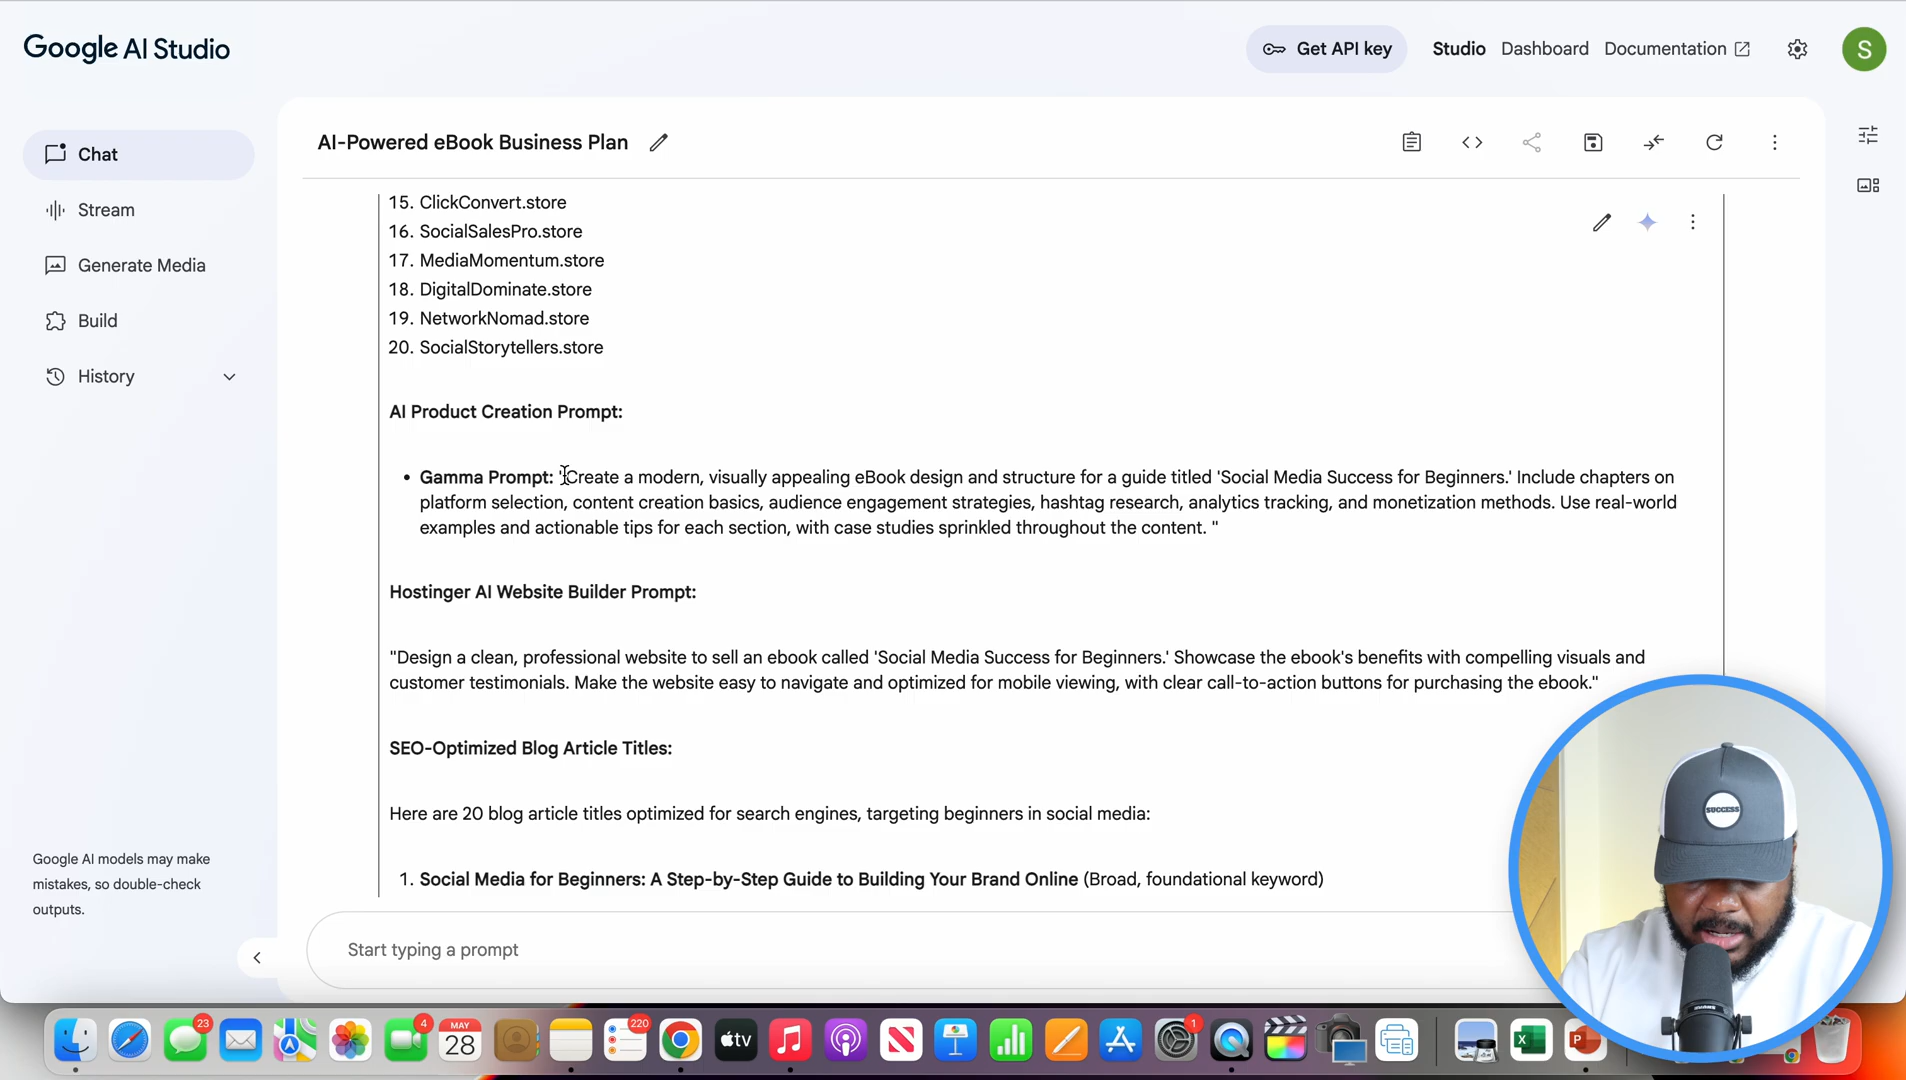 Google AI Studio
Get API key
Studio
Dashboard
Documentation
S
Chat
Stream
Generate Media
Build
History
Google AI models may make
mistakes, so double-check
outputs.
AI-Powered eBook Business Plan
15. ClickConvert.store
16. SocialSalesPro.store
17. MediaMomentum.store
18. DigitalDominate.store
19. NetworkNomad.store
20. SocialStorytellers.store
AI Product Creation Prompt:
• Gamma Prompt: "Create a modern, visually appealing eBook design and structure for a guide titled 'Social Media Success for Beginners.' Include chapters on
platform selection, content creation basics, audience engagement strategies, hashtag research, analytics tracking, and monetization methods. Use real-world
examples and actionable tips for each section, with case studies sprinkled throughout the content. "
Hostinger AI Website Builder Prompt:
"Design a clean, professional website to sell an ebook called 'Social Media Success for Beginners.' Showcase the ebook's benefits with compelling visuals and
customer testimonials. Make the website easy to navigate and optimized for mobile viewing, with clear call-to-action buttons for purchasing the ebook."
SEO-Optimized Blog Article Titles:
Here are 20 blog article titles optimized for search engines, targeting beginners in social media:
1. Social Media for Beginners: A Step-by-Step Guide to Building Your Brand Online (Broad, foundational keyword)
Start typing a prompt
SUCCESS
23
4
MAY
28
220
tv
1
X
P